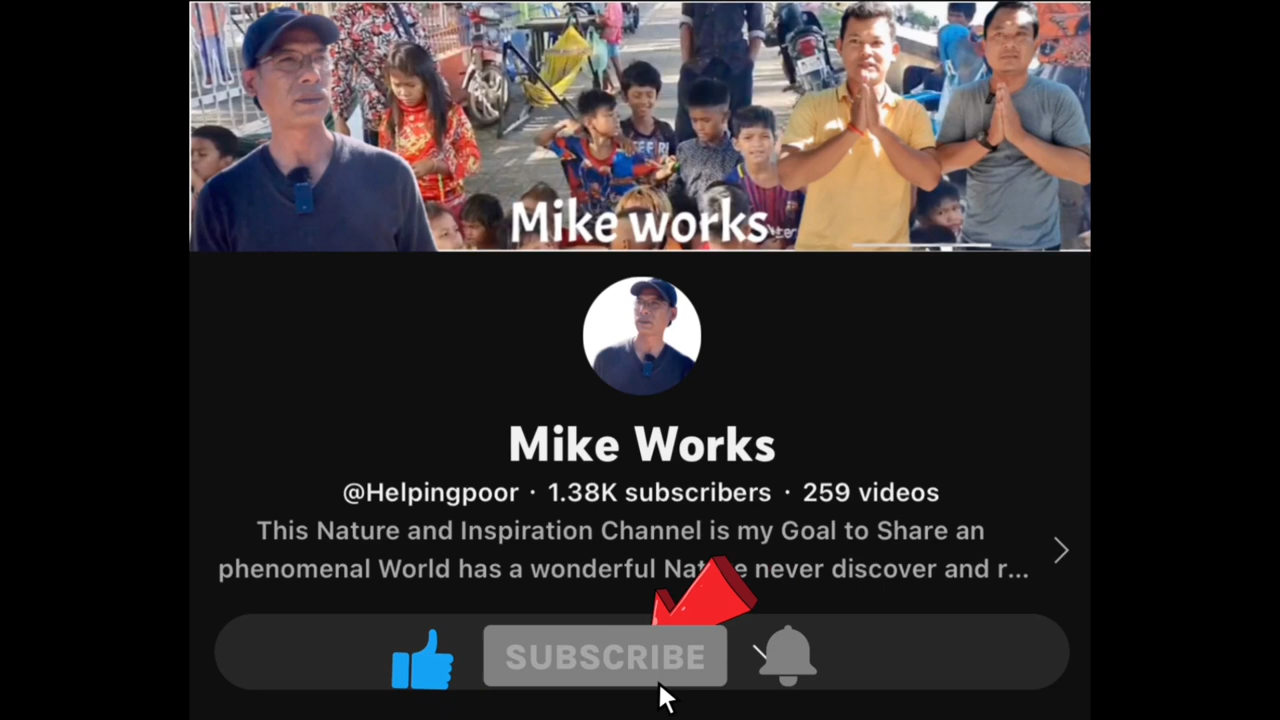 Mike works
Mike Works
@Helpingpoor · 1.38K subscribers · 259 videos
This Nature and Inspiration Channel is my Goal to Share an
phenomenal World has a wonderful never discover and r...
SUBSCRIBE